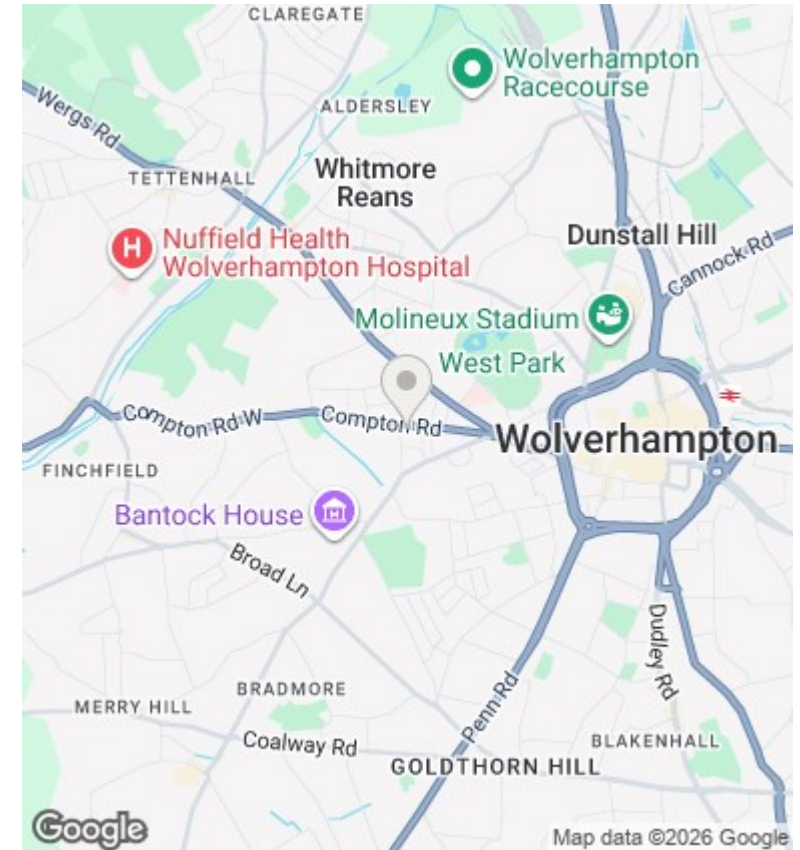 CLAREGATE
Wolverhampton
Racecourse
ALDERSLEY
Wergs Rd
Whitmore
Reans
TETTENHALL
Nuffield Health
Wolverhampton Hospital
Dunstall Hill
Cannock Rd
Molineux Stadium
West Park
Compton Rd W
Compton Rd
Wolverhampton
FINCHFIELD
Bantock House
Broad Ln
Dudley Rd
BRADMORE
MERRY HILL
Penn Rd
Coalway Rd
BLAKENHALL
GOLDTHORN HILL
Google
Map data ©2026 Google